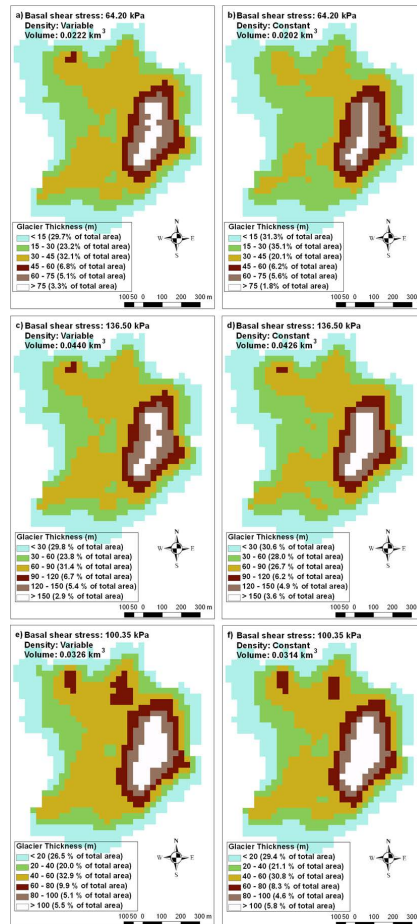 a) Basal shear stress: 64.20 kPa
Density: Variable
Volume: 0.0222 km³
Glacier Thickness (m)
< 15 (29.7% of total area)
15 - 30 (23.2% of total area)
30 - 45 (32.1% of total area)
45 - 60 (6.8% of total area)
60 - 75 (5.1% of total area)
> 75 (3.3% of total area)
N
W E
S
100 50 0 100 200 300 m
b) Basal shear stress: 64.20 kPa
Density: Constant
Volume: 0.0202 km³
Glacier Thickness (m)
< 15 (31.3% of total area)
15 - 30 (35.1% of total area)
30 - 45 (20.1% of total area)
45 - 60 (6.2% of total area)
60 - 75 (5.6% of total area)
> 75 (1.8% of total area)
N
W E
S
100 50 0 100 200 300 m
c) Basal shear stress: 136.50 kPa
Density: Variable
Volume: 0.0440 km³
Glacier Thickness (m)
< 30 (29.8 % of total area)
30 - 60 (23.8 % of total area)
60 - 90 (31.4 % of total area)
90 - 120 (6.7 % of total area)
120 - 150 (5.4 % of total area)
> 150 (2.9 % of total area)
N
W E
S
100 50 0 100 200 300 m
d) Basal shear stress: 136.50 kPa
Density: Constant
Volume: 0.0426 km³
Glacier Thickness (m)
< 30 (30.6 % of total area)
30 - 60 (28.0 % of total area)
60 - 90 (26.7 % of total area)
90 - 120 (6.2 % of total area)
120 - 150 (4.9 % of total area)
> 150 (3.6 % of total area)
N
W E
S
100 50 0 100 200 300 m
e) Basal shear stress: 100.35 kPa
Density: Variable
Volume: 0.0326 km³
Glacier Thickness (m)
< 20 (26.5 % of total area)
20 - 40 (20.0 % of total area)
40 - 60 (32.9 % of total area)
60 - 80 (9.9 % of total area)
80 - 100 (5.1 % of total area)
> 100 (5.5 % of total area)
N
W E
S
100 50 0 100 200 300 m
f) Basal shear stress: 100.35 kPa
Density: Constant
Volume: 0.0314 km³
Glacier Thickness (m)
< 20 (29.4 % of total area)
20 - 40 (21.1 % of total area)
40 - 60 (30.8 % of total area)
60 - 80 (8.3 % of total area)
80 - 100 (4.6 % of total area)
> 100 (5.8 % of total area)
N
W E
S
100 50 0 100 200 300 m